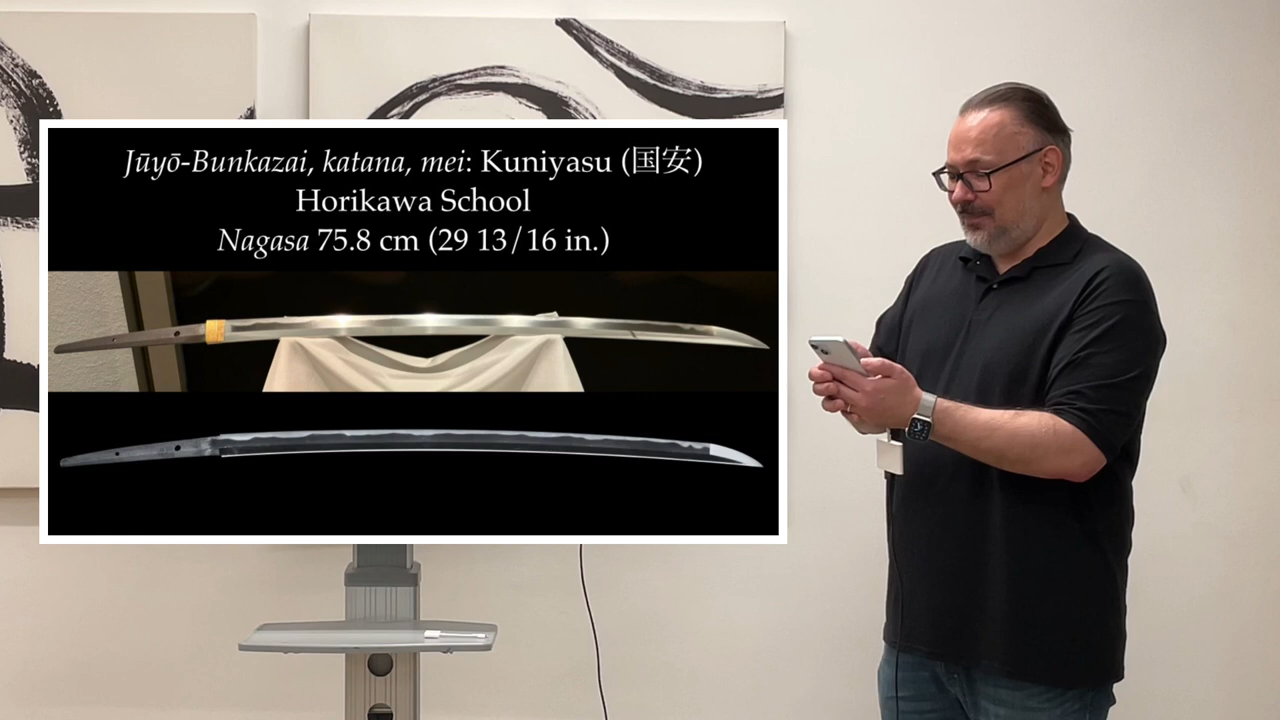 Jūyō-Bunkazai, katana, mei: Kuniyasu (国安)
Horikawa School
Nagasa 75.8 cm (29 13/16 in.)